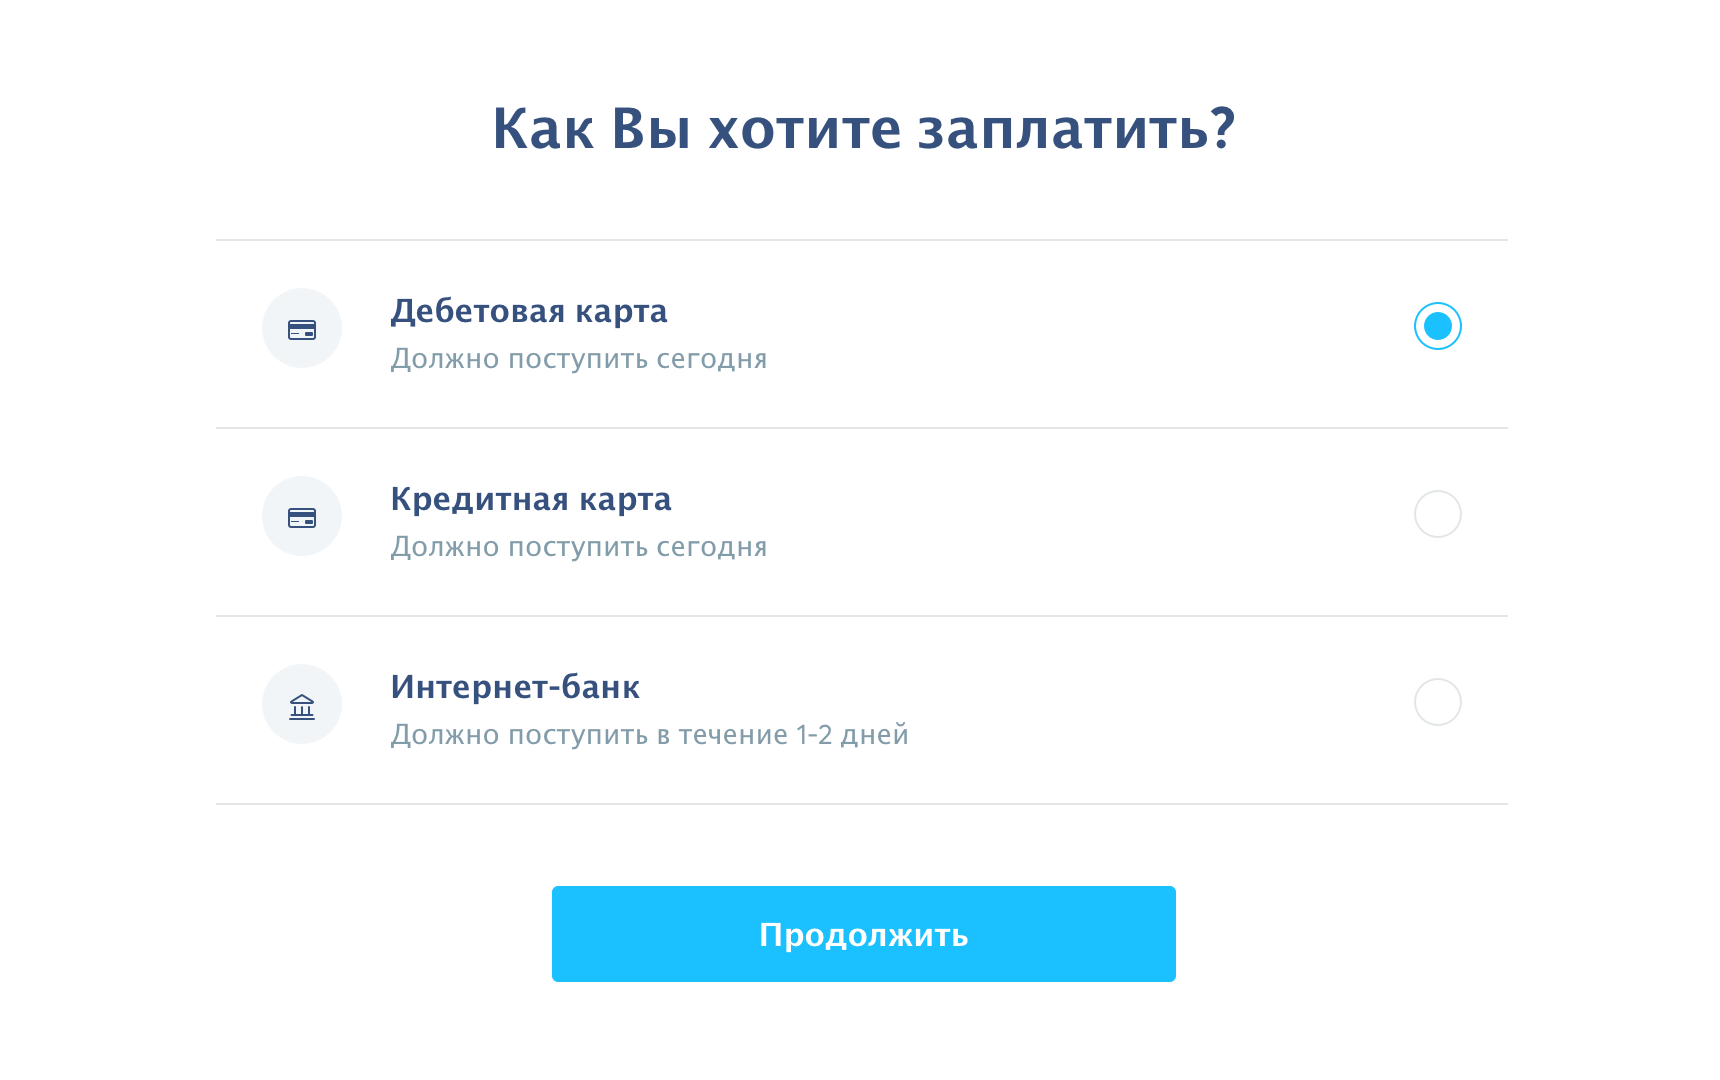 Как Вы хотите заплатить?
Дебетовая карта
Должно поступить сегодня
Кредитная карта
Должно поступить сегодня
Интернет-банк
Должно поступить в течение 1-2 дней
Продолжить